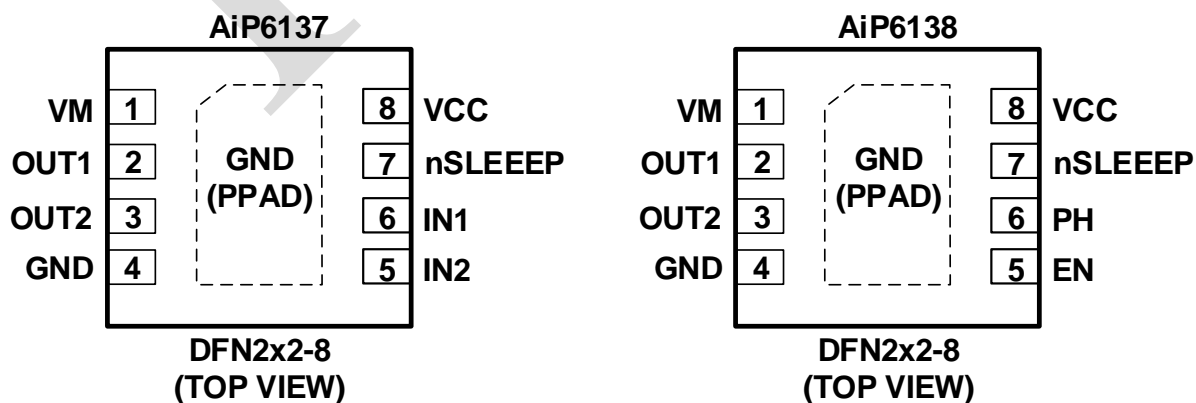 AiP6137
VM 1
OUT1 2
OUT2 3
GND 4
GND
(PPAD)
8 VCC
7 nSLEEEP
6 IN1
5 IN2
DFN2x2-8
(TOP VIEW)
AiP6138
VM 1
OUT1 2
OUT2 3
GND 4
GND
(PPAD)
8 VCC
7 nSLEEEP
6 PH
5 EN
DFN2x2-8
(TOP VIEW)